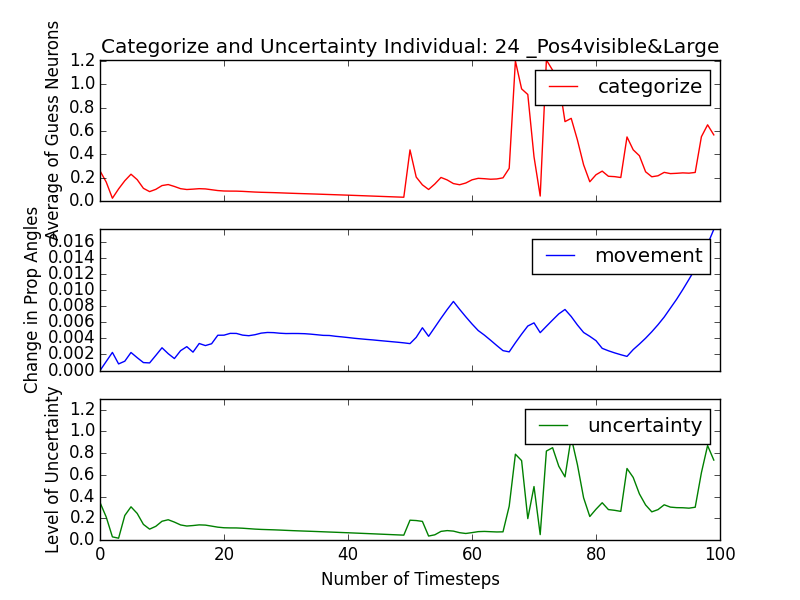 Categorize and Uncertainty Individual: 24 _Pos4visible&Large
Average of Guess Neurons
1.2
1.0
0.8
0.6
0.4
0.2
0.0
categorize
Change in Prop Angles
0.016
0.014
0.012
0.010
0.008
0.006
0.004
0.002
0.000
movement
Level of Uncertainty
1.2
1.0
0.8
0.6
0.4
0.2
0.0
uncertainty
0 20 40 60 80 100
Number of Timesteps